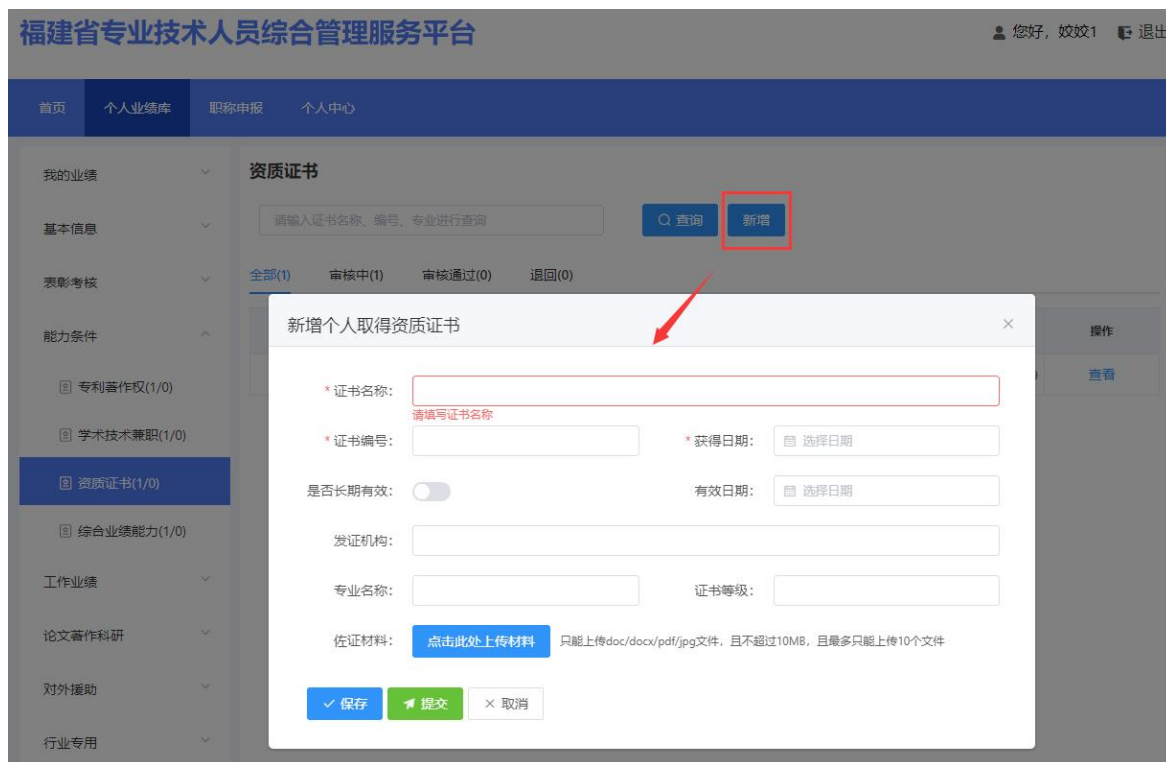 福建省专业技术人员综合管理服务平台
您好，姣姣1 退出
首页 个人业绩库 职称申报 个人中心
我的业绩
基本信息
表彰考核
能力条件
专利著作权(1/0)
学术技术兼职(1/0)
资质证书(1/0)
综合业绩能力(1/0)
工作业绩
论文著作科研
对外援助
行业专用
资质证书
请输入证书名称、编号、专业进行查询 查询 新增
全部(1) 审核中(1) 审核通过(0) 退回(0)
操作
查看
新增个人取得资质证书
* 证书名称：
请填写证书名称
* 证书编号： * 获得日期： 选择日期
是否长期有效： 有效日期： 选择日期
发证机构：
专业名称： 证书等级：
佐证材料： 点击此处上传材料 只能上传doc/docx/pdf/jpg文件，且不超过10MB，且最多只能上传10个文件
保存 提交 取消